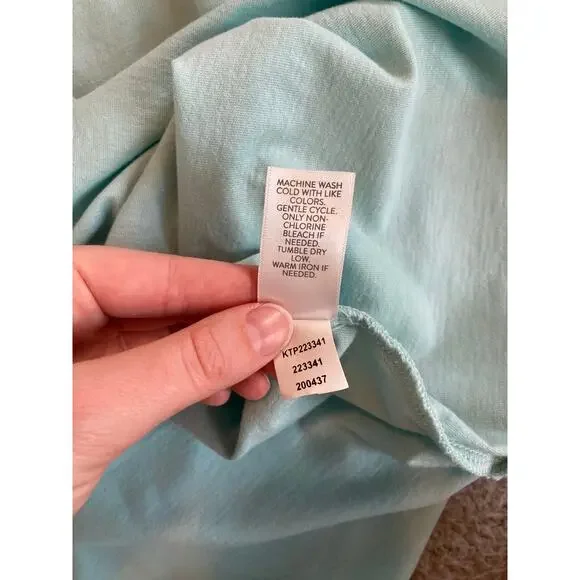 MACHINE WASH
COLD WITH LIKE
COLORS.
GENTLE CYCLE.
ONLY NON-
CHLORINE
BLEACH IF
NEEDED.
TUMBLE DRY
LOW.
WARM IRON IF
NEEDED.
KTP223341
223341
200437